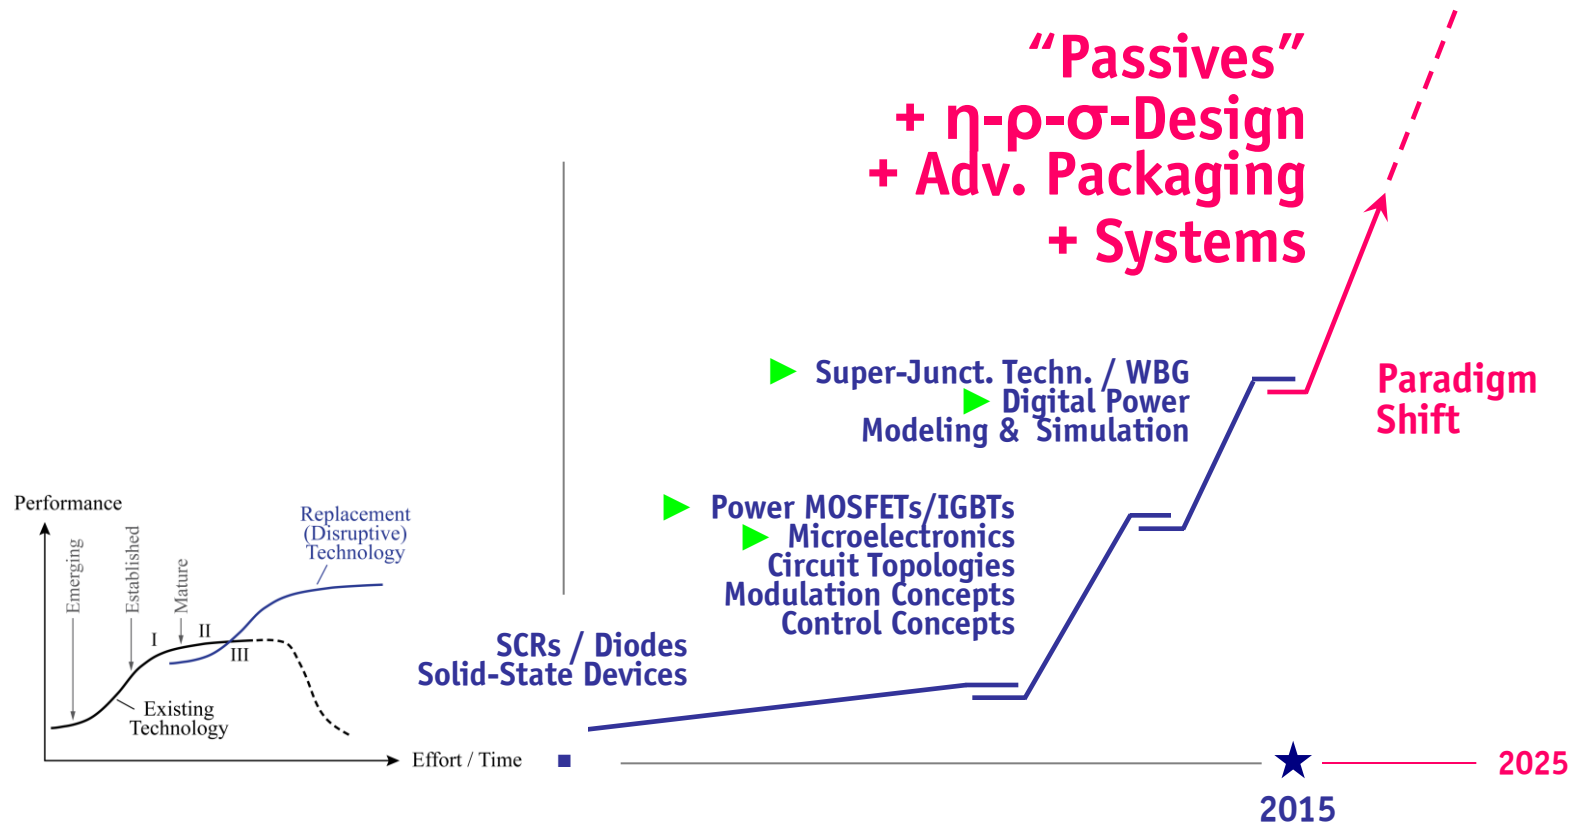 “Passives”
+ η-ρ-σ-Design
+ Adv. Packaging
+ Systems
Super-Junct. Techn. / WBG
Digital Power
Modeling & Simulation
Paradigm
Shift
Power MOSFETs/IGBTs
Microelectronics
Circuit Topologies
Modulation Concepts
Control Concepts
SCRs / Diodes
Solid-State Devices
Performance
Emerging
Established
Mature
Replacement
(Disruptive)
Technology
I
II
III
Existing
Technology
Effort / Time
2015
2025